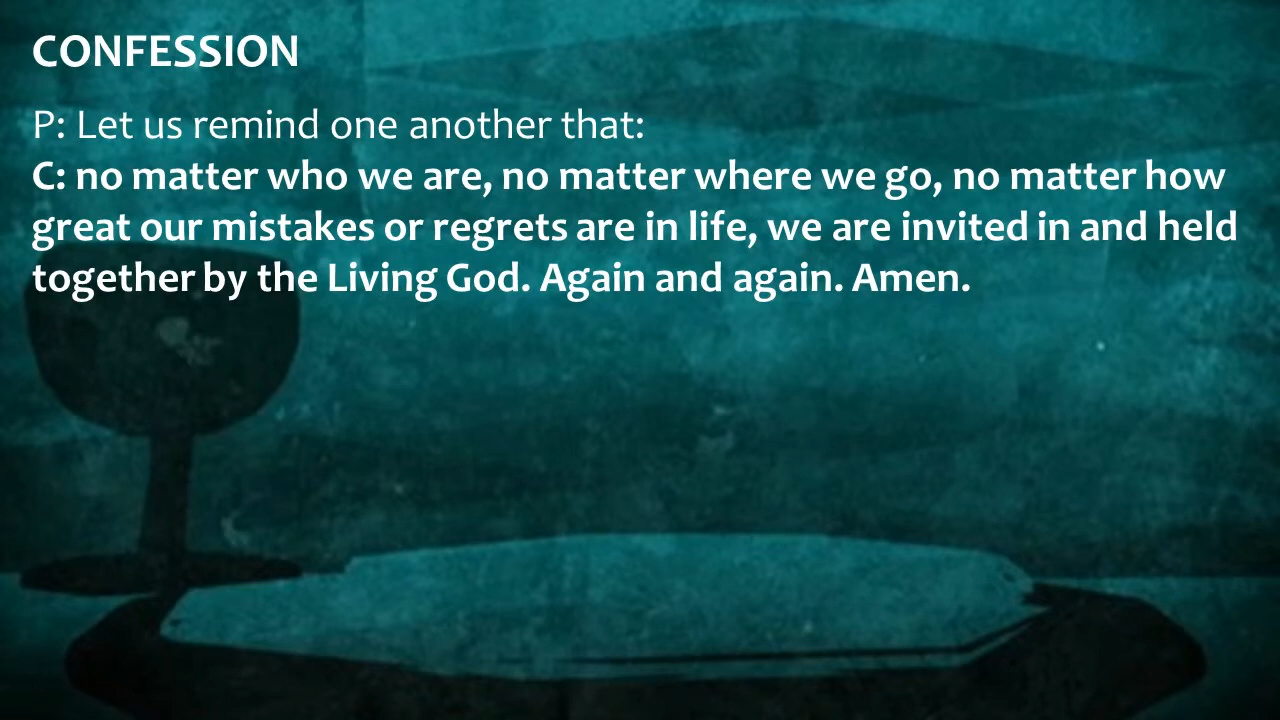 CONFESSION
P: Let us remind one another that:
C: no matter who we are, no matter where we go, no matter how
great our mistakes or regrets are in life, we are invited in and held
together by the Living God. Again and again. Amen.